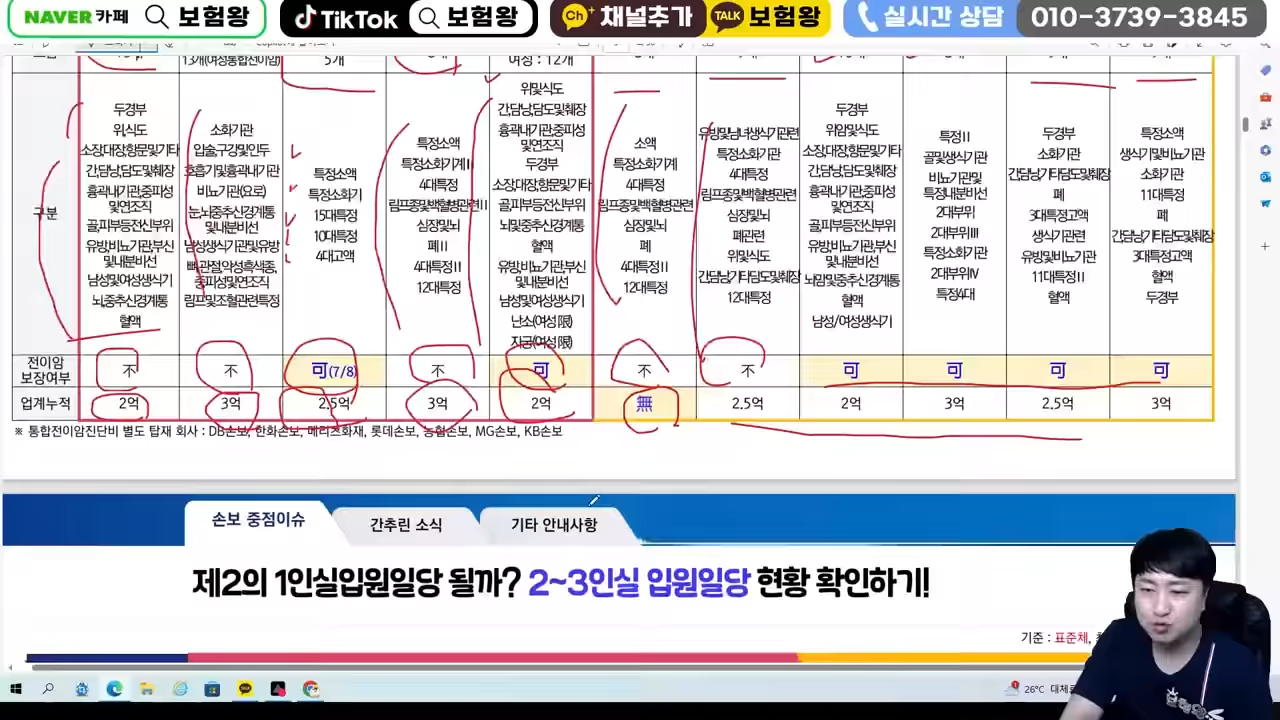 NAVER 카페 보험왕
TikTok 보험왕
Ch+ 채널추가 TALK 보험왕
실시간 상담 010-3739-3845
13개(여성통합전이암)
5개
여성 : 12개
구분
두경부
위,식도
소장,대장,항문및기타
간,담낭,담도및췌장
흉곽내기관,중피성
및연조직
골,피부등전신부위
유방,비뇨기관,부신
및내분비선
남성및여성생식기
뇌,중추신경계통
혈액
소화기관
입술,구강및인두
호흡기및흉곽내기관
비뇨기관(요로)
눈,뇌중추신경계통
및내분비선
남성생식기관및유방
뼈,관절,악성흑색종,
중피성및연조직
림프및조혈관련특정
특정소액
특정소화기
15대특정
10대특정
4대고액
특정소액
특정소화기계II
4대특정
림프종및백혈병관련II
심장및뇌
폐II
4대특정II
12대특정
위및식도
간,담낭,담도및췌장
흉곽내기관,중피성
및연조직
두경부
소장,대장,항문및기타
골,피부등전신부위
뇌및중추신경계통
혈액
유방,비뇨기관,부신
및내분비선
남성및여성생식기
난소(여성限)
자궁(여성限)
소액
특정소화기계
4대특정
림프종및백혈병관련
심장및뇌
폐
4대특정II
12대특정
유방및남녀생식기관련
특정소화기관
4대특정
림프종및백혈병관련
심장및뇌
폐관련
위및식도
간,담낭,기타담도및췌장
12대특정
두경부
위암및식도
소장,대장,항문및기타
간,담낭,담도및췌장
흉곽내기관,중피성
및연조직
골,피부등전신부위
유방,비뇨기관,부신
및내분비선
뇌암및중추신경계통
혈액
남성/여성생식기
특정II
골및생식기관
비뇨기관및
특정내분비선
2대부위
2대부위III
특정소화기관
2대부위IV
특정4대
두경부
소화기관
간,담낭,기타담도및췌장
폐
3대특정고액
생식기관련
유방및비뇨기관
11대특정II
혈액
특정소액
생식기및비뇨기관
소화기관
11대특정
폐
간,담낭,기타담도및췌장
3대특정고액
혈액
두경부
전이암
보장여부
不 不 可(7/8) 不 可 不 不 可 可 可 可
업계누적 2억 3억 2.5억 3억 2억 無 2.5억 2억 3억 2.5억 3억
※ 통합전이암진단비 별도 탑재 회사 : DB손보, 한화손보, 메리츠화재, 롯데손보, 농협손보, MG손보, KB손보
손보 중점이슈 간추린 소식 기타 안내사항
제2의 1인실입원일당 될까? 2~3인실 입원일당 현황 확인하기!
기준 : 표준체,
26°C